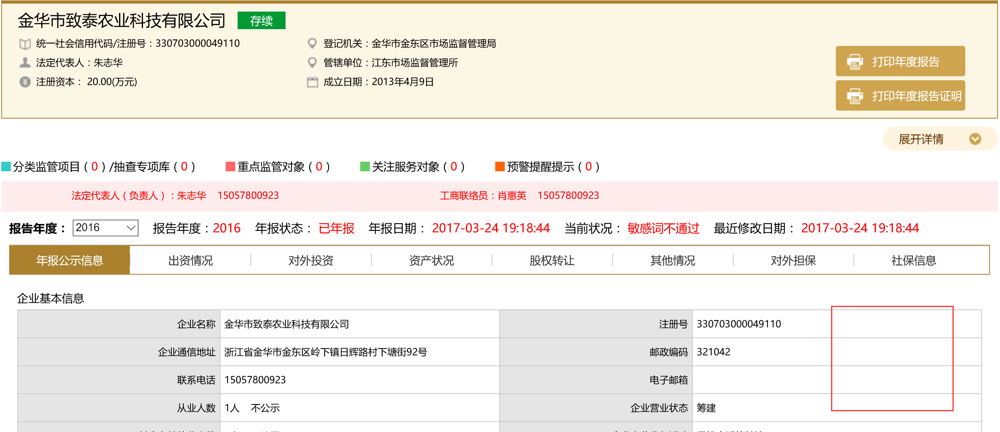 金华市致泰农业科技有限公司 存续
统一社会信用代码/注册号：330703000049110 登记机关：金华市金东区市场监督管理局
法定代表人：朱志华 管辖单位：江东市场监督管理所
注册资本： 20.00(万元) 成立日期：2013年4月9日
打印年度报告
打印年度报告证明
展开详情
分类监管项目（0）/抽查专项库（0） 重点监管对象（0） 关注服务对象（0） 预警提醒提示（0）
法定代表人（负责人）：朱志华 15057800923 工商联络员：肖惠英 15057800923
报告年度： 2016 报告年度：2016 年报状态： 已年报 年报日期： 2017-03-24 19:18:44 当前状况： 敏感词不通过 最近修改日期： 2017-03-24 19:18:44
年报公示信息 出资情况 对外投资 资产状况 股权转让 其他情况 对外担保 社保信息
企业基本信息
企业名称 金华市致泰农业科技有限公司 注册号 330703000049110
企业通信地址 浙江省金华市金东区岭下镇日辉路村下塘街92号 邮政编码 321042
联系电话 15057800923 电子邮箱
从业人数 1人 不公示 企业营业状态 筹建